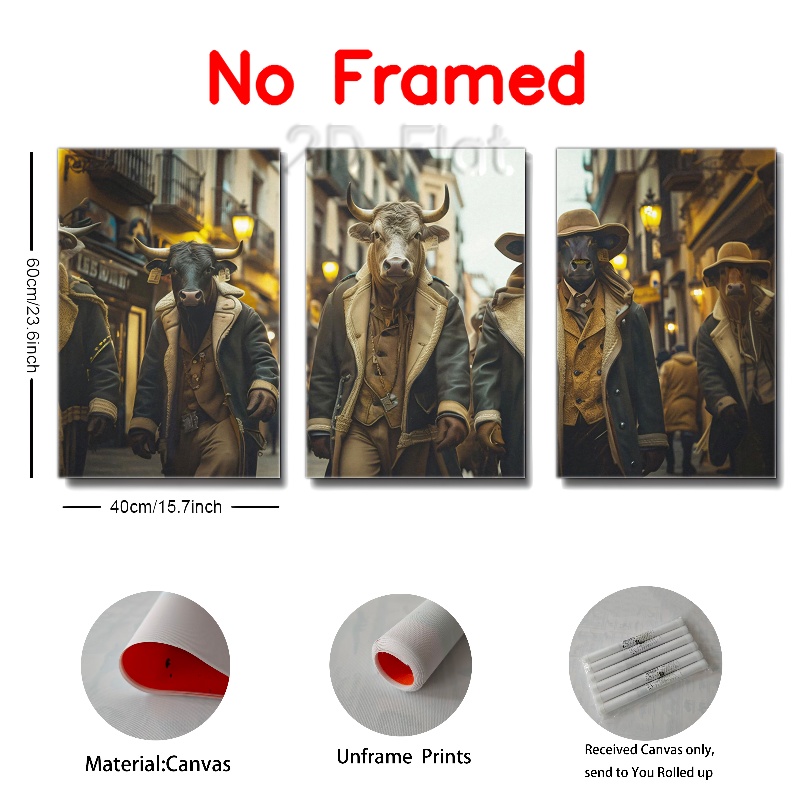 No Framed
2D Flat
60cm/23.6inch
40cm/15.7inch
Material:Canvas
Unframe Prints
Received Canvas only,
send to You Rolled up